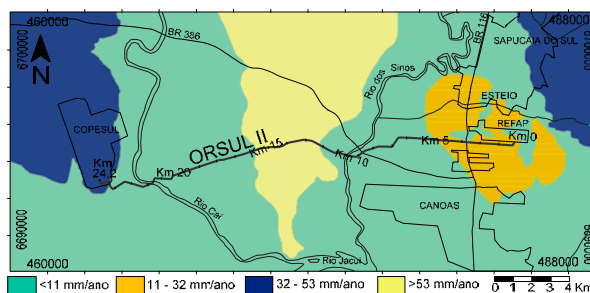 460000
488000
BR 386
BR 116
SAPUCAIA DO SUL
6700000
N
Rio dos Sinos
ESTEIO
REFAP
COPESUL
ORSUL II
Km 0
Km 5
Km 10
Km 15
Km 20
Km 24,2
CANOAS
Rio Caí
6690000
Rio Jacuí
460000
488000
<11 mm/ano
11 - 32 mm/ano
32 - 53 mm/ano
>53 mm/ano
0 1 2 3 4 Km